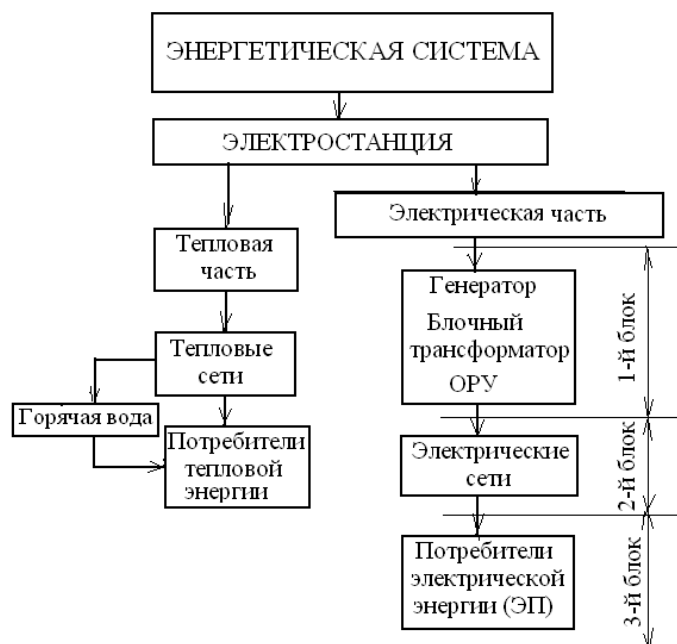 ЭНЕРГЕТИЧЕСКАЯ СИСТЕМА
ЭЛЕКТРОСТАНЦИЯ
Электрическая часть
Тепловая
часть
Генератор
Блочный
трансформатор
ОРУ
1-й блок
Тепловые
сети
Горячая вода
Потребители
тепловой
энергии
Электрические
сети
2-й блок
Потребители
электрической
энергии (ЭП)
3-й блок